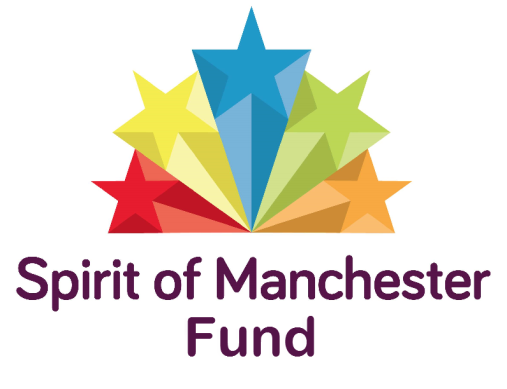 Spirit of Manchester
Fund